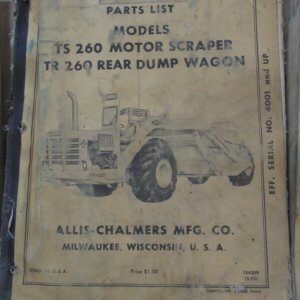 PARTS LIST
MODELS
TS 260 MOTOR SCRAPER
TR 260 REAR DUMP WAGON
EFF. SERIAL NO. 4001 and UP.
ALLIS-CHALMERS MFG. CO.
MILWAUKEE, WISCONSIN, U. S. A.
U.S.A.
Price $1.50